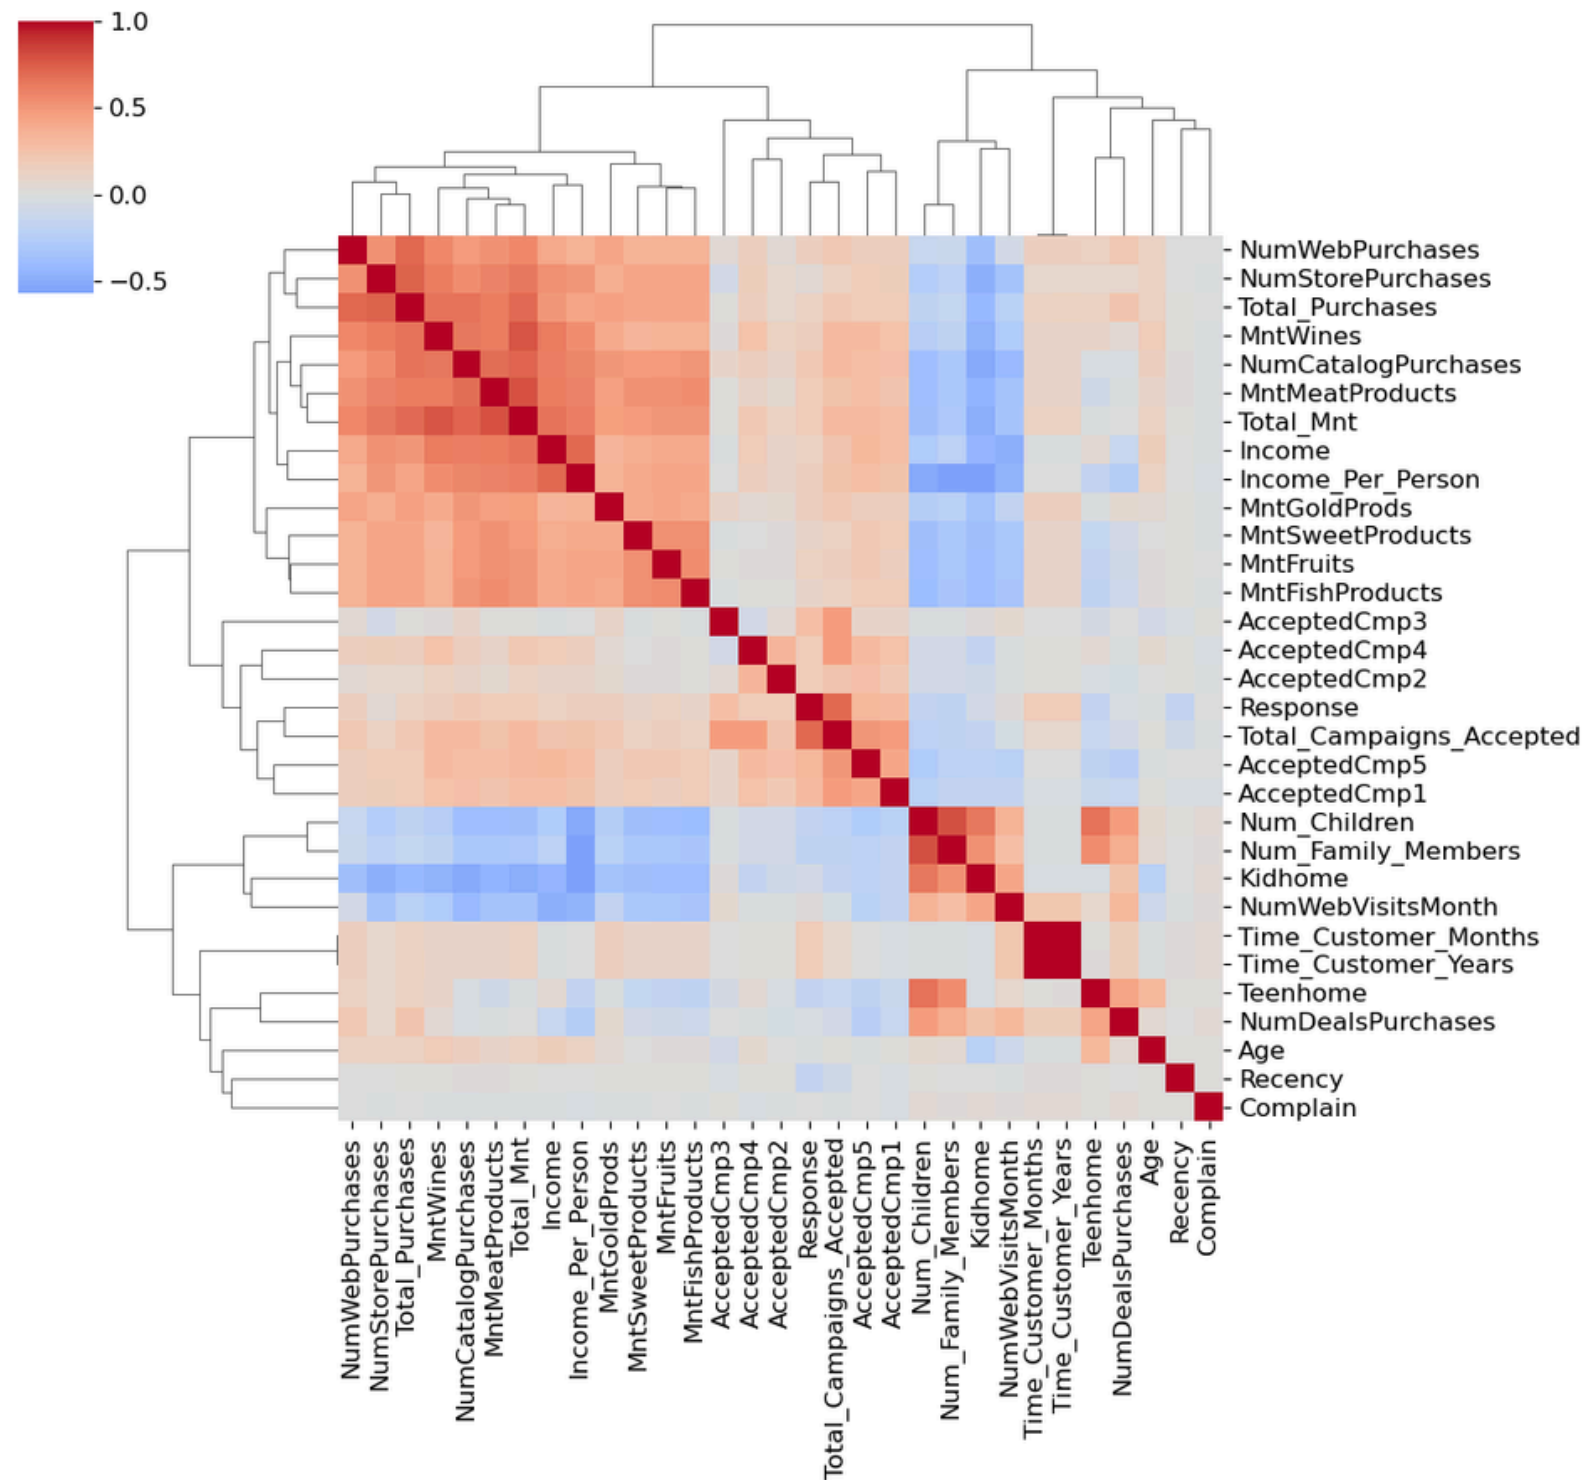 1.0
0.5
0.0
−0.5
NumWebPurchases
NumStorePurchases
Total_Purchases
MntWines
NumCatalogPurchases
MntMeatProducts
Total_Mnt
Income
Income_Per_Person
MntGoldProds
MntSweetProducts
MntFruits
MntFishProducts
AcceptedCmp3
AcceptedCmp4
AcceptedCmp2
Response
Total_Campaigns_Accepted
AcceptedCmp5
AcceptedCmp1
Num_Children
Num_Family_Members
Kidhome
NumWebVisitsMonth
Time_Customer_Months
Time_Customer_Years
Teenhome
NumDealsPurchases
Age
Recency
Complain
NumWebPurchases
NumStorePurchases
Total_Purchases
MntWines
NumCatalogPurchases
MntMeatProducts
Total_Mnt
Income
Income_Per_Person
MntGoldProds
MntSweetProducts
MntFruits
MntFishProducts
AcceptedCmp3
AcceptedCmp4
AcceptedCmp2
Response
Total_Campaigns_Accepted
AcceptedCmp5
AcceptedCmp1
Num_Children
Num_Family_Members
Kidhome
NumWebVisitsMonth
Time_Customer_Months
Time_Customer_Years
Teenhome
NumDealsPurchases
Age
Recency
Complain